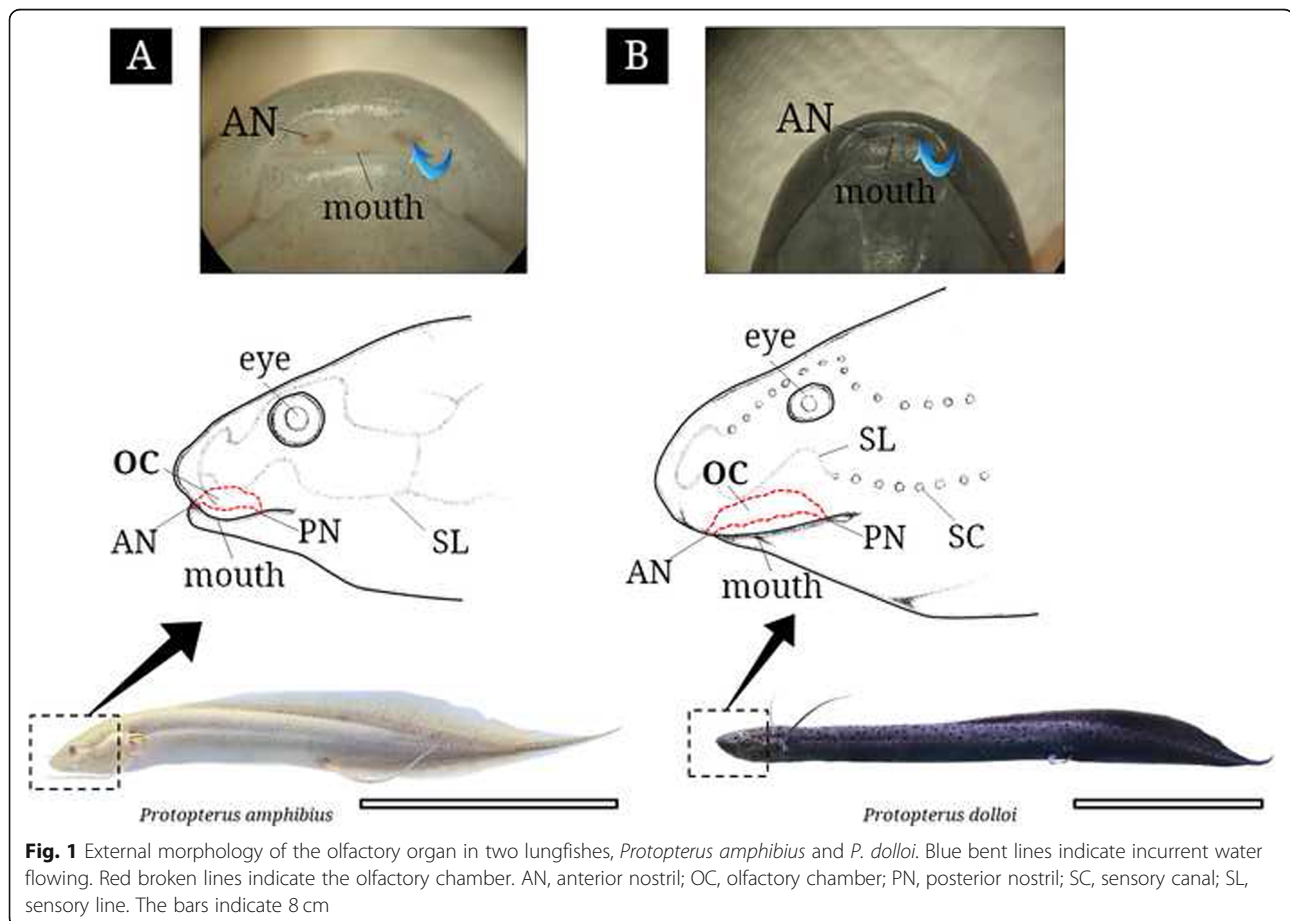 A
B
AN
mouth
AN
mouth
eye
OC
AN
PN
SL
mouth
eye
SL
OC
PN
SC
AN
mouth
Protopterus amphibius
Protopterus dolloi
Fig. 1 External morphology of the olfactory organ in two lungfishes, Protopterus amphibius and P. dolloi. Blue bent lines indicate incurrent water
flowing. Red broken lines indicate the olfactory chamber. AN, anterior nostril; OC, olfactory chamber; PN, posterior nostril; SC, sensory canal; SL,
sensory line. The bars indicate 8 cm